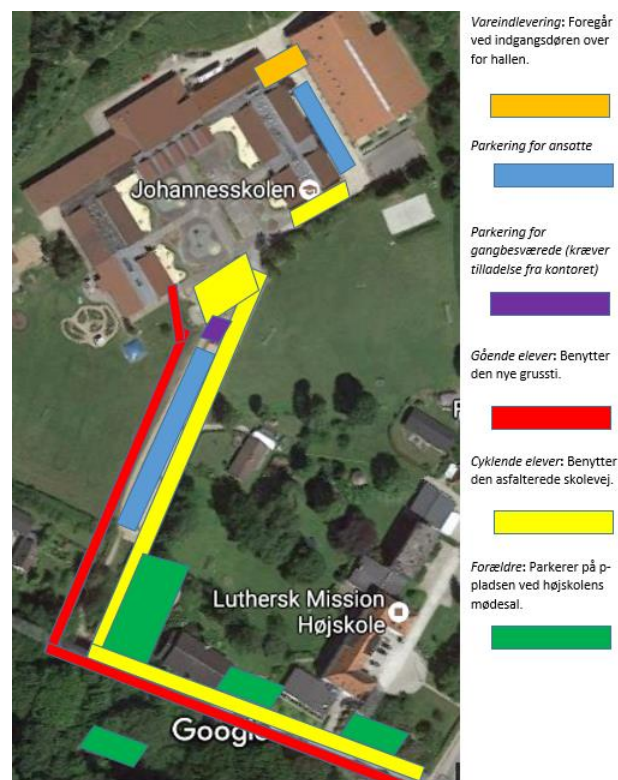 Vareindlevering: Foregår
ved indgangsdøren over
for hallen.
Parkering for ansatte
Johannesskolen
Parkering for
gangbesværede (kræver
tilladelse fra kontoret)
Gående elever: Benytter
den nye grussti.
Cyklende elever: Benytter
den asfalterede skolevej.
Forældre: Parkerer på p-
pladsen ved højskolens
mødesal.
Luthersk Mission
Højskole